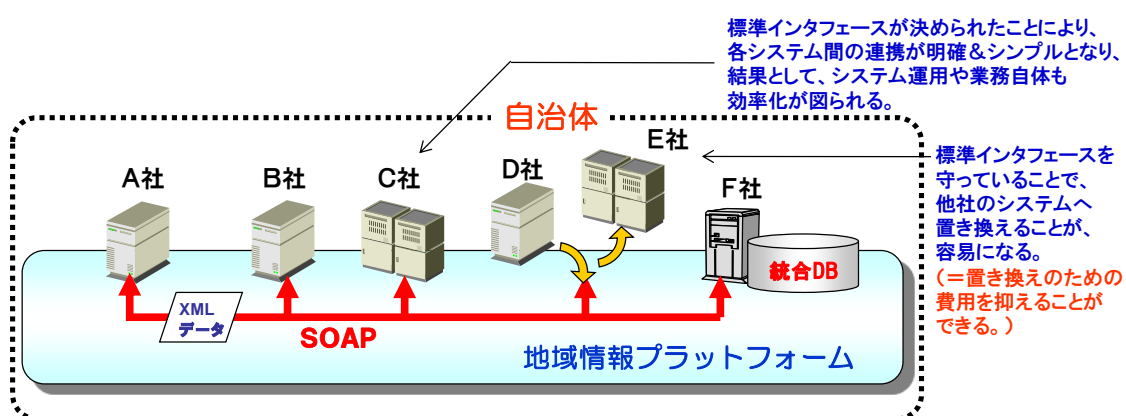 標準インタフェースが決められたことにより、
各システム間の連携が明確&シンプルとなり、
結果として、システム運用や業務自体も
効率化が図られる。
自治体
A社
B社
C社
D社
E社
F社
標準インタフェースを
守っていることで、
他社のシステムへ
置き換えることが、
容易になる。
(=置き換えのための
費用を抑えることが
できる。)
統合DB
XML
データ
SOAP
地域情報プラットフォーム